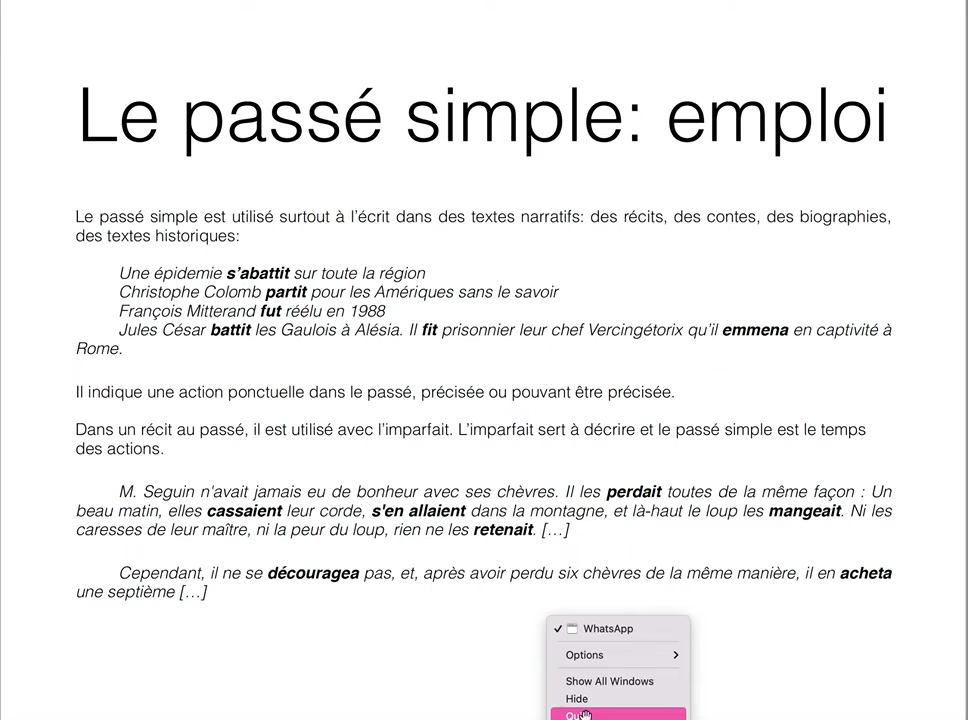 Le passé simple: emploi
Le passé simple est utilisé surtout à l’écrit dans des textes narratifs: des récits, des contes, des biographies,
des textes historiques:
Une épidemie s’abattit sur toute la région
Christophe Colomb partit pour les Amériques sans le savoir
François Mitterand fut réélu en 1988
Jules César battit les Gaulois à Alésia. Il fit prisonnier leur chef Vercingétorix qu’il emmena en captivité à
Rome.
Il indique une action ponctuelle dans le passé, précisée ou pouvant être précisée.
Dans un récit au passé, il est utilisé avec l’imparfait. L’imparfait sert à décrire et le passé simple est le temps
des actions.
M. Seguin n'avait jamais eu de bonheur avec ses chèvres. Il les perdait toutes de la même façon : Un
beau matin, elles cassaient leur corde, s'en allaient dans la montagne, et là-haut le loup les mangeait. Ni les
caresses de leur maître, ni la peur du loup, rien ne les retenait. […]
Cependant, il ne se découragea pas, et, après avoir perdu six chèvres de la même manière, il en acheta
une septième […]
WhatsApp
Options
Show All Windows
Hide